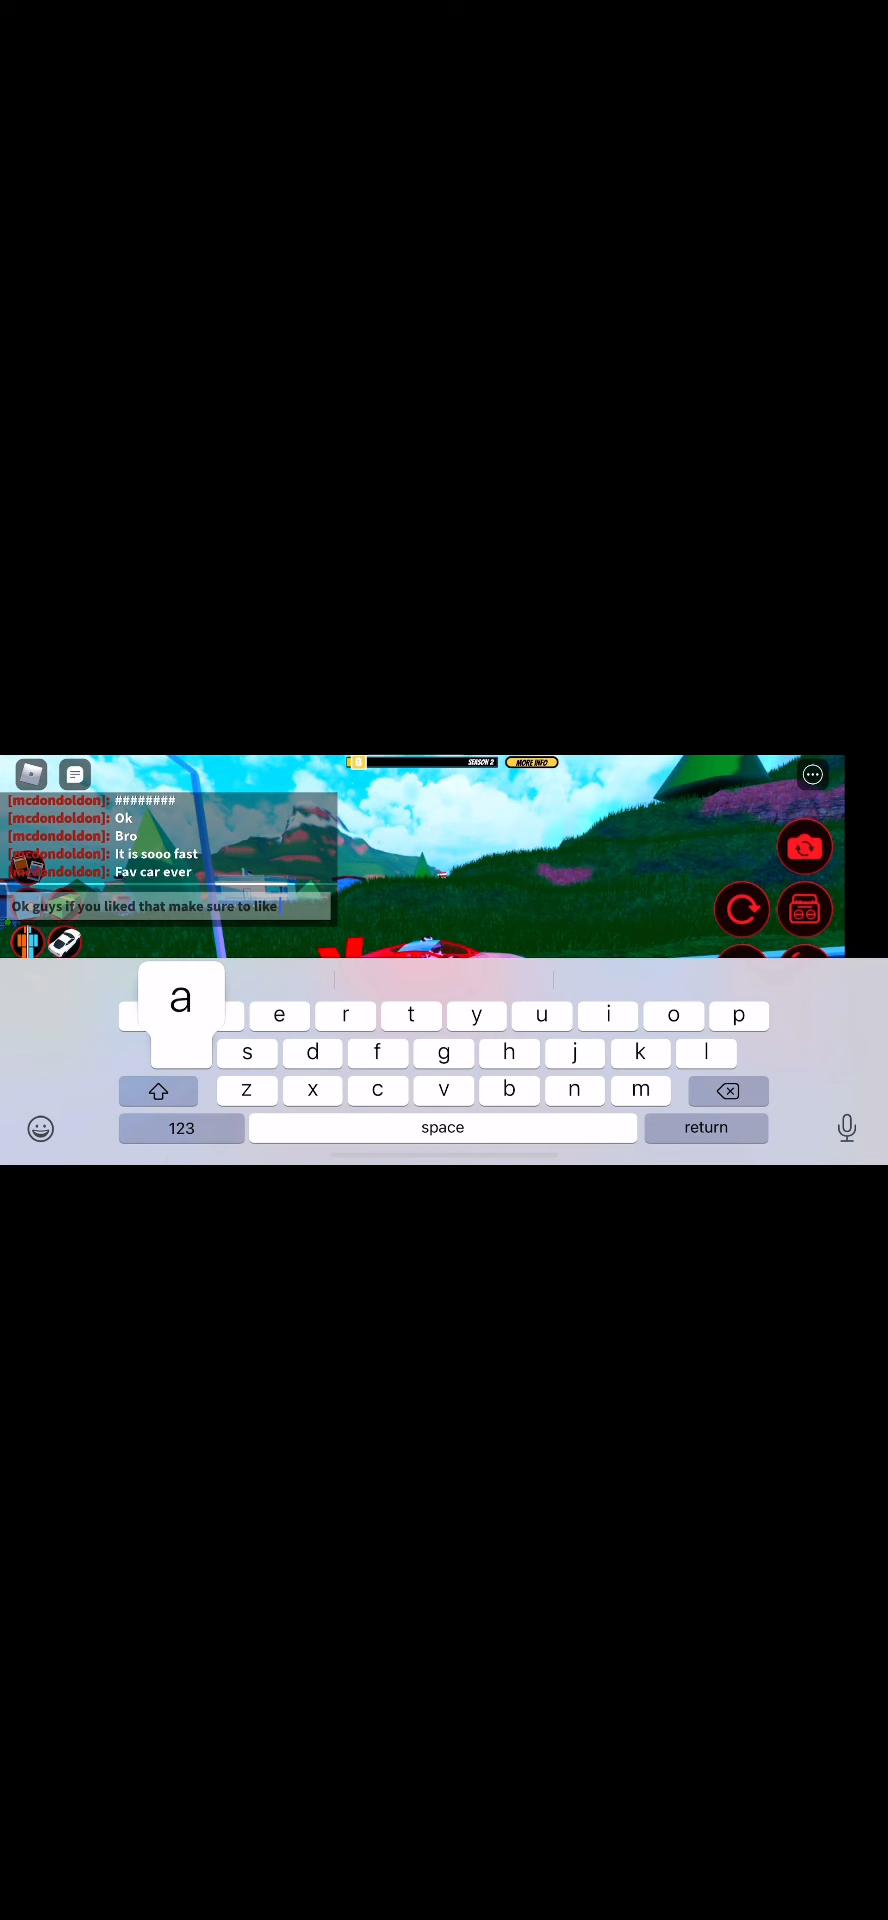 SEASON 2
MORE INFO
[mcdondoldon]: ########
[mcdondoldon]: Ok
[mcdondoldon]: Bro
[mcdondoldon]: It is sooo fast
[mcdondoldon]: Fav car ever
Ok guys if you liked that make sure to like
a
e r t y u i o p
s d f g h j k l
z x c v b n m
123 space return